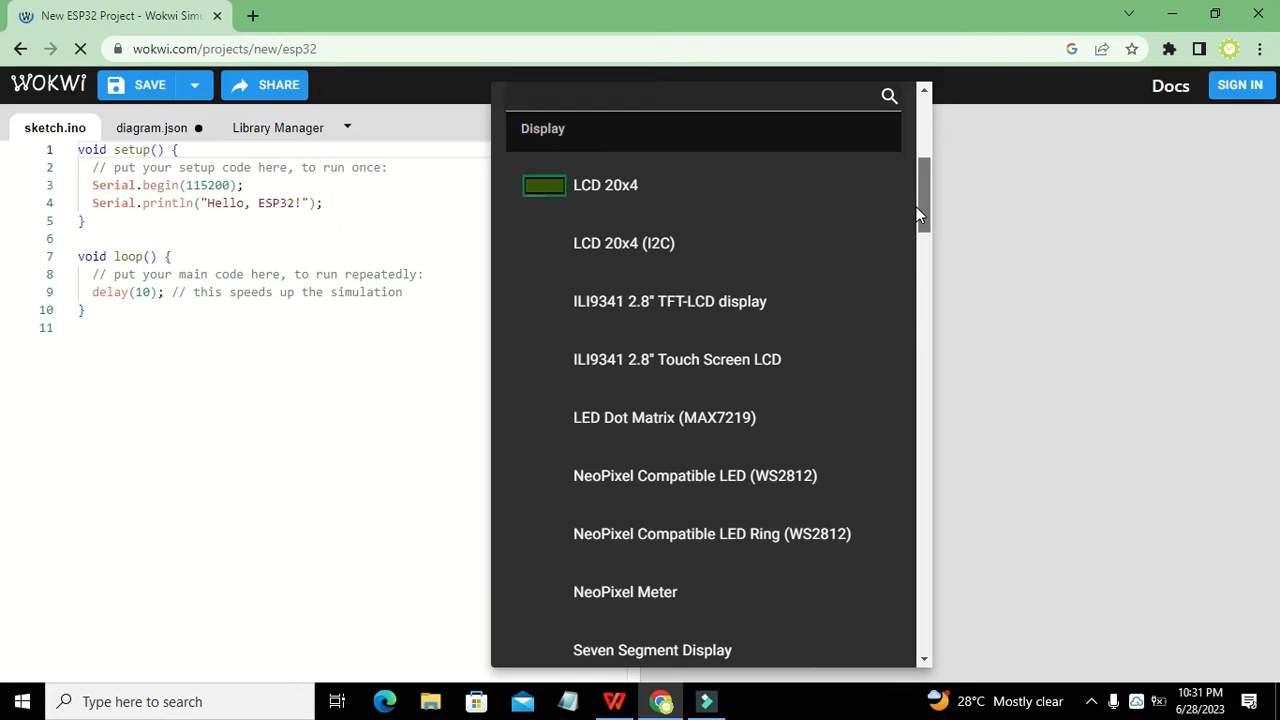 New ESP32 Project - Wokwi Simu
wokwi.com/projects/new/esp32
WOKWI
SAVE
SHARE
Docs
SIGN IN
sketch.ino
diagram.json
Library Manager
1 void setup() {
2 // put your setup code here, to run once:
3 Serial.begin(115200);
4 Serial.println("Hello, ESP32!");
5 }
6
7 void loop() {
8 // put your main code here, to run repeatedly:
9 delay(10); // this speeds up the simulation
10 }
11
Display
LCD 20x4
LCD 20x4 (I2C)
ILI9341 2.8" TFT-LCD display
ILI9341 2.8" Touch Screen LCD
LED Dot Matrix (MAX7219)
NeoPixel Compatible LED (WS2812)
NeoPixel Compatible LED Ring (WS2812)
NeoPixel Meter
Seven Segment Display
Type here to search
28°C Mostly clear
10:31 PM
6/28/2023